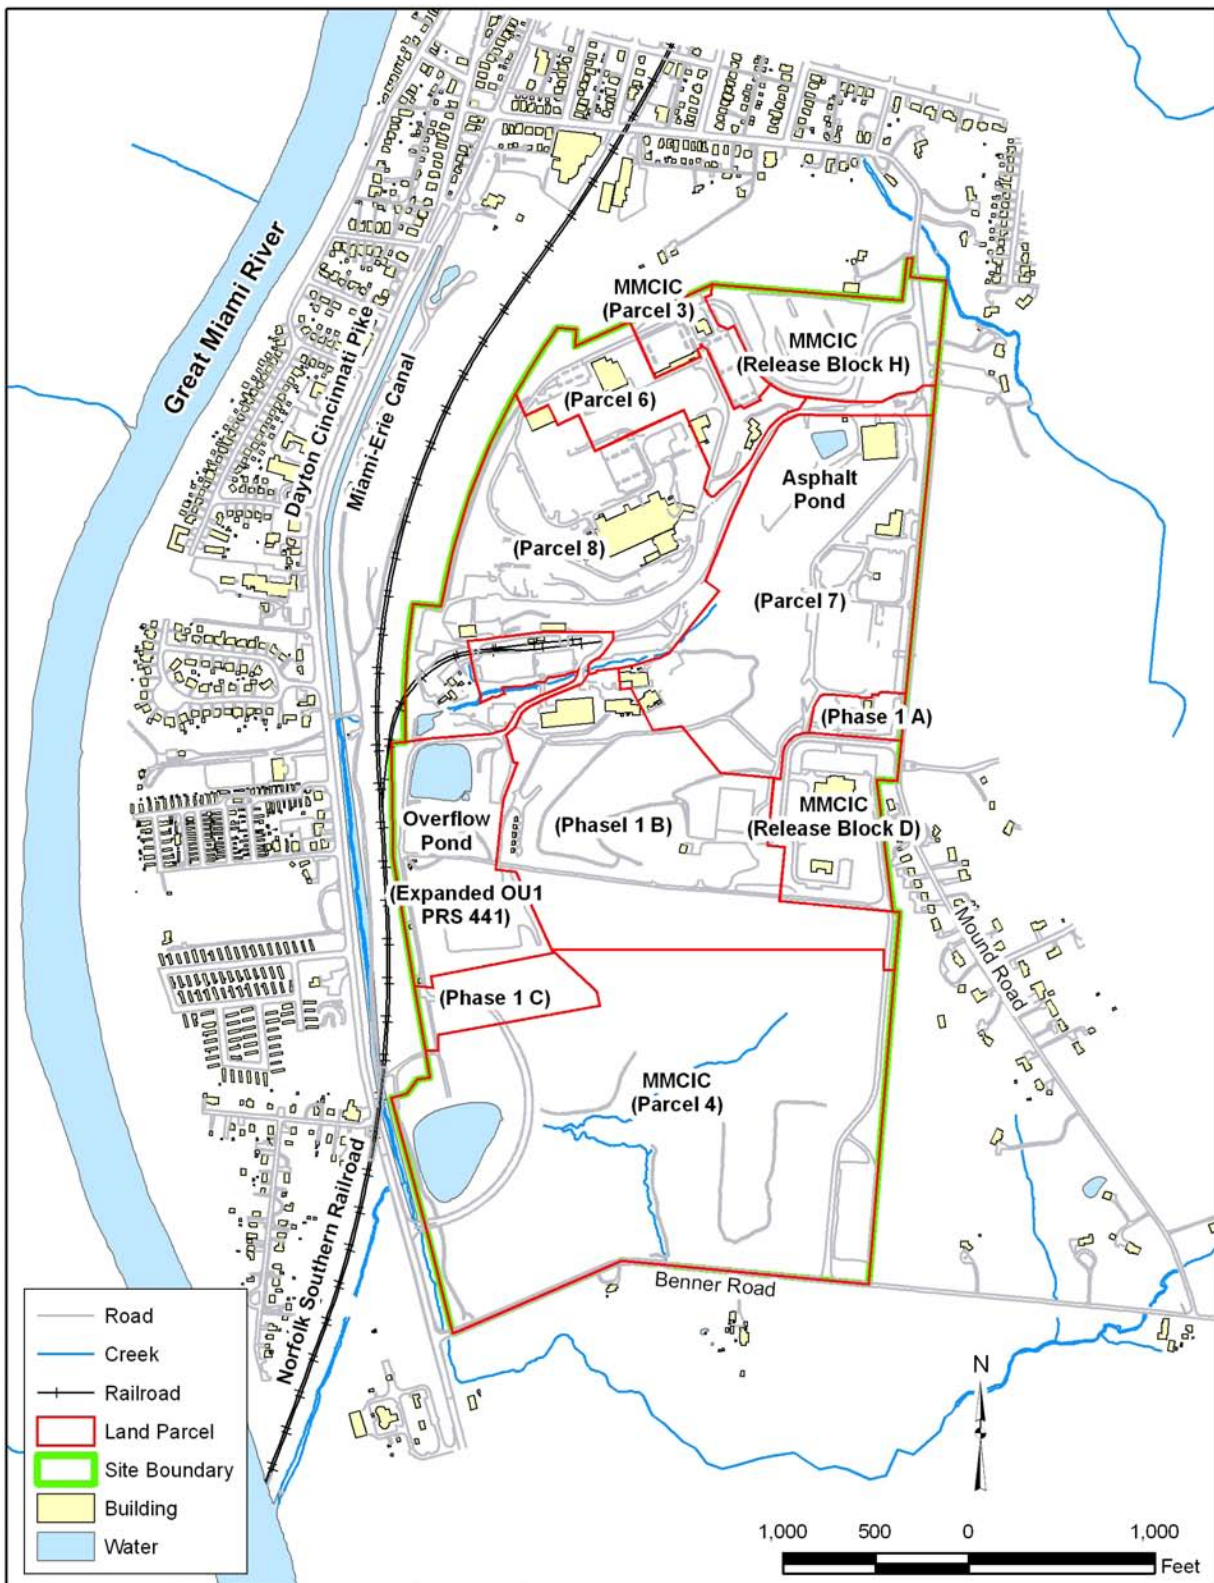 Great Miami River
Dayton Cincinnati Pike
Miami-Erie Canal
MMCIC
(Parcel 3)
MMCIC
(Release Block H)
(Parcel 6)
Asphalt
Pond
(Parcel 8)
(Parcel 7)
(Phase 1 A)
MMCIC
(Release Block D)
(Phasel 1 B)
Overflow
Pond
(Expanded OU1
PRS 441)
Mound Road
(Phase 1 C)
MMCIC
(Parcel 4)
Norfolk Southern Railroad
Benner Road
Road
Creek
Railroad
Land Parcel
Site Boundary
Building
Water
N
1,000 500 0 1,000
Feet